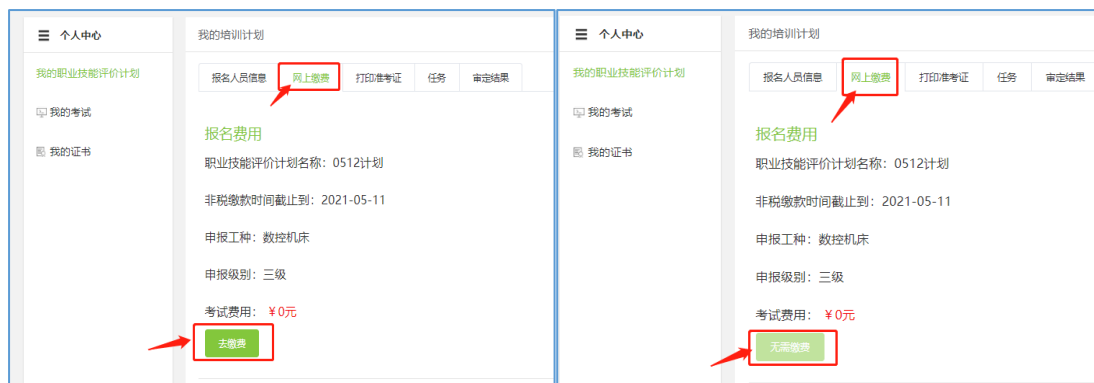 个人中心
我的职业技能评价计划
我的考试
我的证书
我的培训计划
报名人员信息 网上缴费 打印准考证 任务 审定结果
报名费用
职业技能评价计划名称：0512计划
非税缴款时间截止到：2021-05-11
申报工种：数控机床
申报级别：三级
考试费用：￥0元
去缴费
个人中心
我的职业技能评价计划
我的考试
我的证书
我的培训计划
报名人员信息 网上缴费 打印准考证 任务 审定结果
报名费用
职业技能评价计划名称：0512计划
非税缴款时间截止到：2021-05-11
申报工种：数控机床
申报级别：三级
考试费用：￥0元
无需缴费